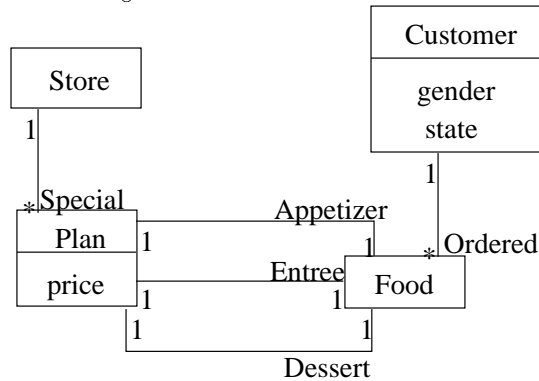 Customer
Store
gender
state
1
1
* Special
Appetizer
Plan
1
1
* Ordered
Entree
price
Food
1
1
1
1
Dessert